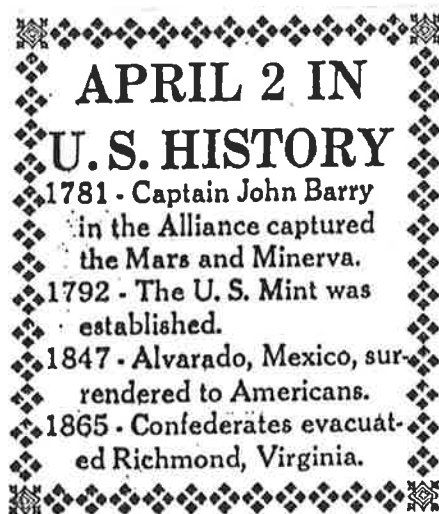 APRIL 2 IN
U. S. HISTORY
1781 - Captain John Barry
in the Alliance captured
the Mars and Minerva.
1792 - The U. S. Mint was
established.
1847 - Alvarado, Mexico, sur-
rendered to Americans.
1865 - Confederates evacuat-
ed Richmond, Virginia.